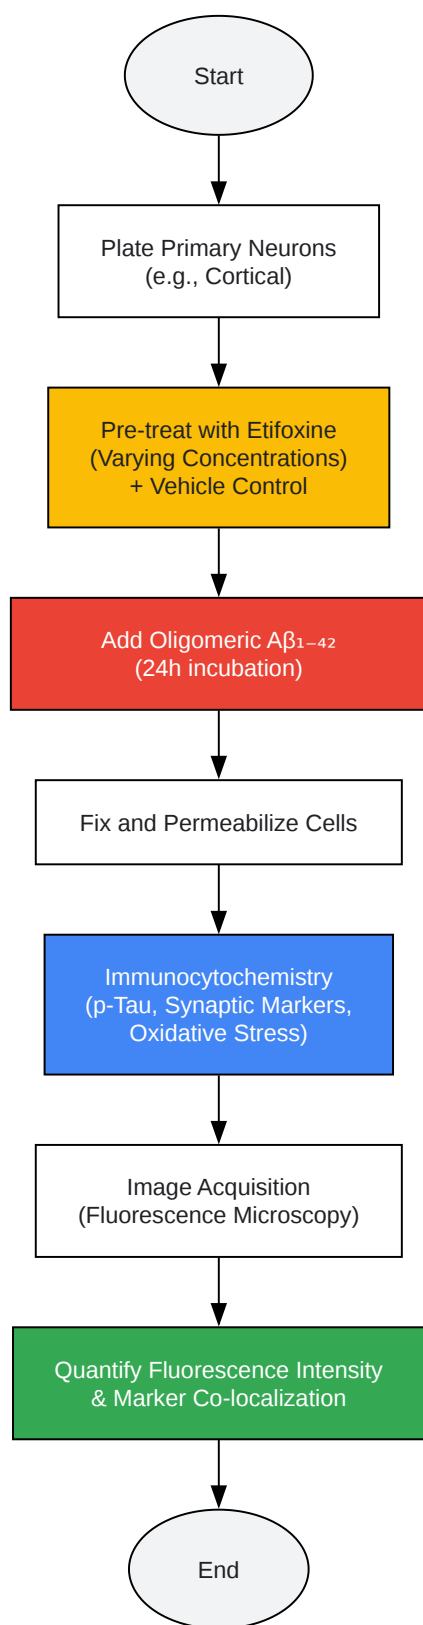 Start
Plate Primary Neurons
(e.g., Cortical)
Pre-treat with Etifoxine
(Varying Concentrations)
+ Vehicle Control
Add Oligomeric Aβ₁₋₄₂
(24h incubation)
Fix and Permeabilize Cells
Immunocytochemistry
(p-Tau, Synaptic Markers,
Oxidative Stress)
Image Acquisition
(Fluorescence Microscopy)
Quantify Fluorescence Intensity
& Marker Co-localization
End